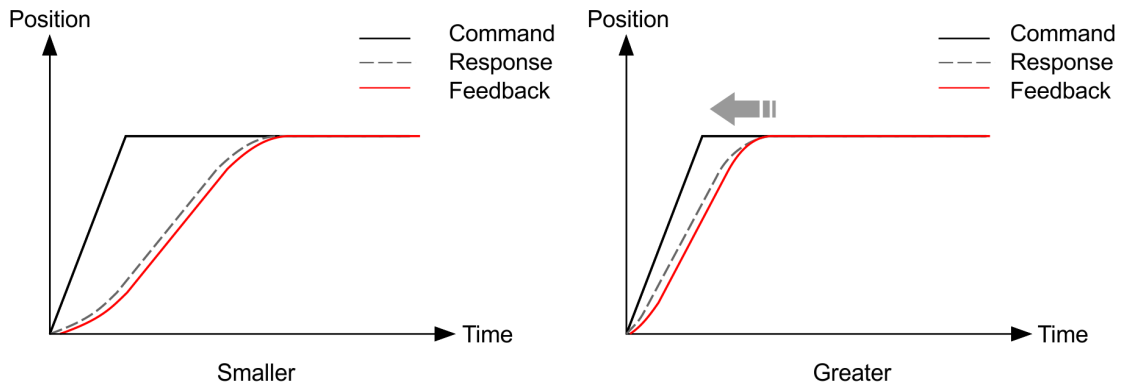 Position
Command
Response
Feedback
Time
Smaller
Position
Command
Response
Feedback
Time
Greater